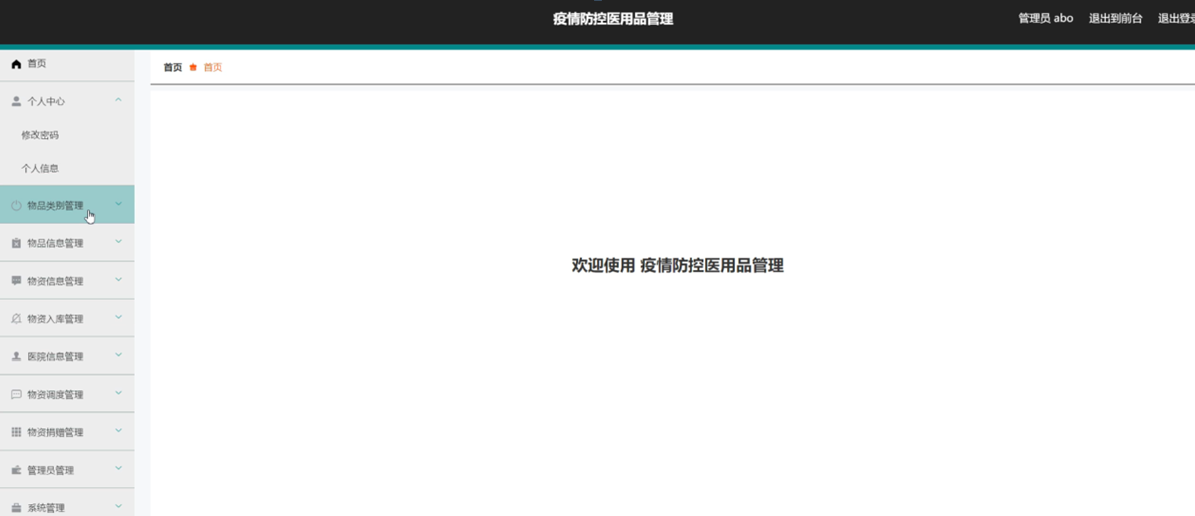 疫情防控医用品管理
管理员 abo 退出到前台 退出登录
首页
首页 首页
个人中心
修改密码
个人信息
物品类别管理
物品信息管理
物资信息管理
物资入库管理
医院信息管理
物资调度管理
物资捐赠管理
管理员管理
系统管理
欢迎使用 疫情防控医用品管理